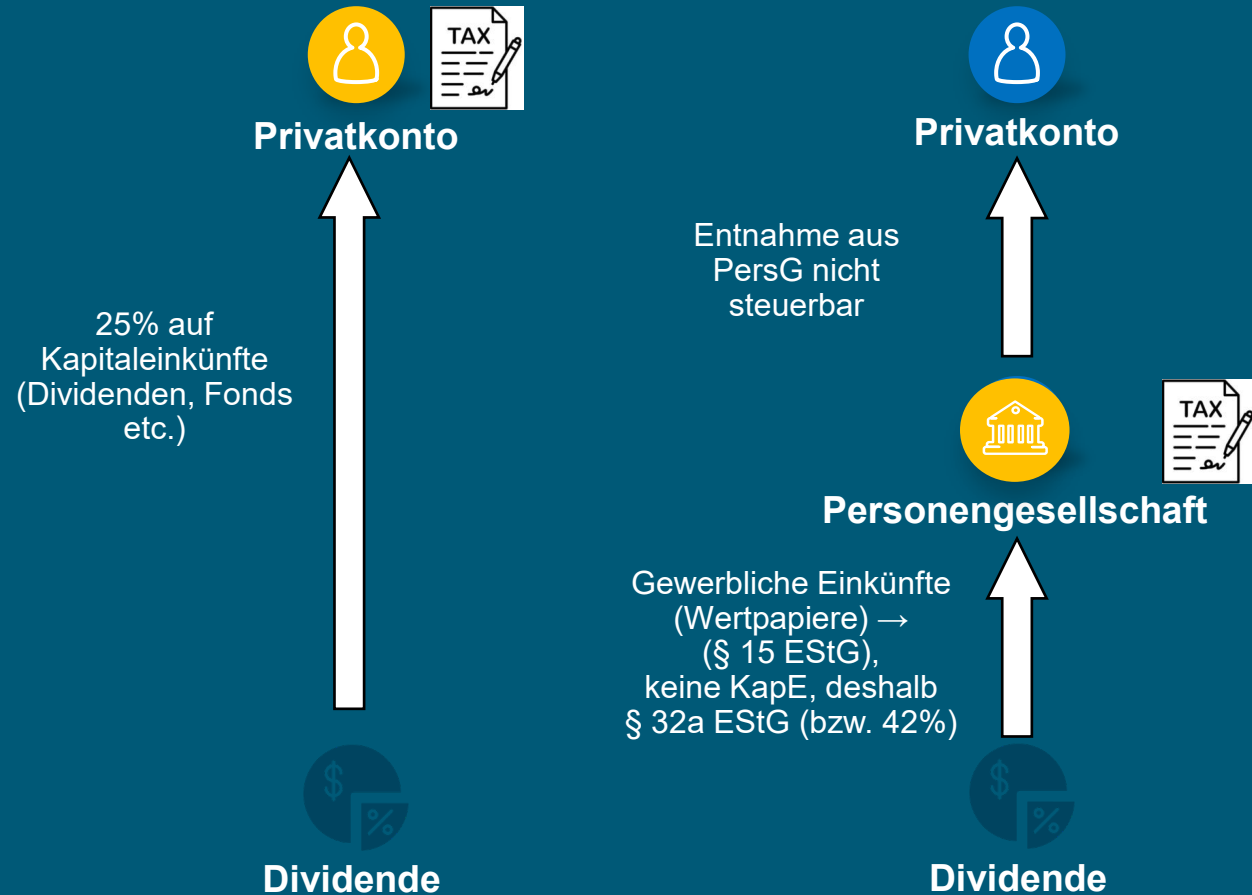 TAX
Privatkonto
25% auf
Kapitaleinkünfte
(Dividenden, Fonds
etc.)
$
%
Dividende
Privatkonto
Entnahme aus
PersG nicht
steuerbar
TAX
Personengesellschaft
Gewerbliche Einkünfte
(Wertpapiere) →
(§ 15 EStG),
keine KapE, deshalb
§ 32a EStG (bzw. 42%)
$
%
Dividende